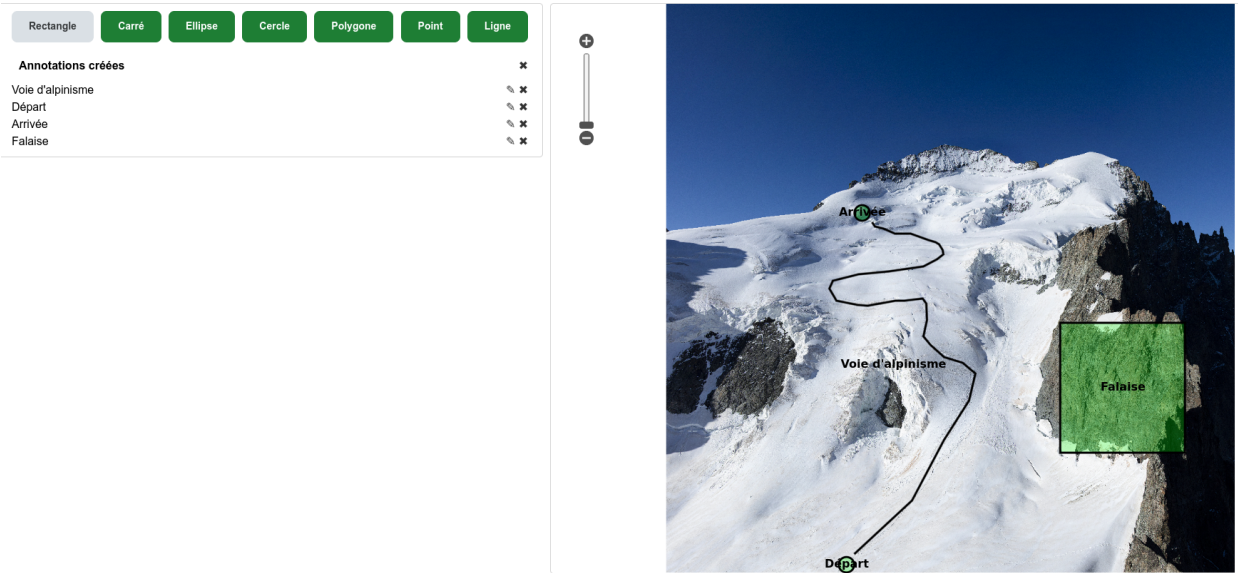 Rectangle Carré Ellipse Cercle Polygone Point Ligne
Annotations créées
Voie d'alpinisme
Départ
Arrivée
Falaise
Arrivée
Voie d'alpinisme
Falaise
Départ